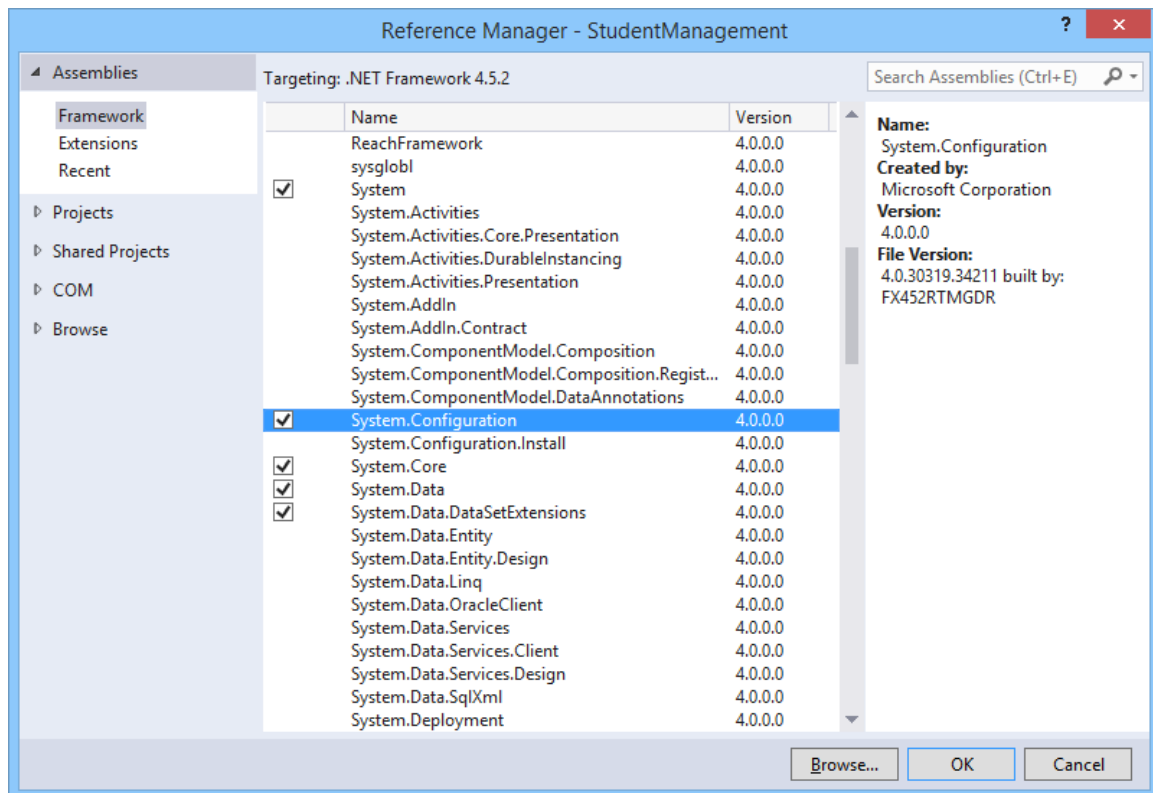 Reference Manager - StudentManagement
?
Assemblies
Framework
Extensions
Recent
Projects
Shared Projects
COM
Browse
Targeting: .NET Framework 4.5.2
Name Version
ReachFramework 4.0.0.0
sysglobl 4.0.0.0
System 4.0.0.0
System.Activities 4.0.0.0
System.Activities.Core.Presentation 4.0.0.0
System.Activities.DurableInstancing 4.0.0.0
System.Activities.Presentation 4.0.0.0
System.AddIn 4.0.0.0
System.AddIn.Contract 4.0.0.0
System.ComponentModel.Composition 4.0.0.0
System.ComponentModel.Composition.Regist... 4.0.0.0
System.ComponentModel.DataAnnotations 4.0.0.0
System.Configuration 4.0.0.0
System.Configuration.Install 4.0.0.0
System.Core 4.0.0.0
System.Data 4.0.0.0
System.Data.DataSetExtensions 4.0.0.0
System.Data.Entity 4.0.0.0
System.Data.Entity.Design 4.0.0.0
System.Data.Linq 4.0.0.0
System.Data.OracleClient 4.0.0.0
System.Data.Services 4.0.0.0
System.Data.Services.Client 4.0.0.0
System.Data.Services.Design 4.0.0.0
System.Data.SqlXml 4.0.0.0
System.Deployment 4.0.0.0
Search Assemblies (Ctrl+E)
Name:
System.Configuration
Created by:
Microsoft Corporation
Version:
4.0.0.0
File Version:
4.0.30319.34211 built by:
FX452RTMGDR
Browse... OK Cancel